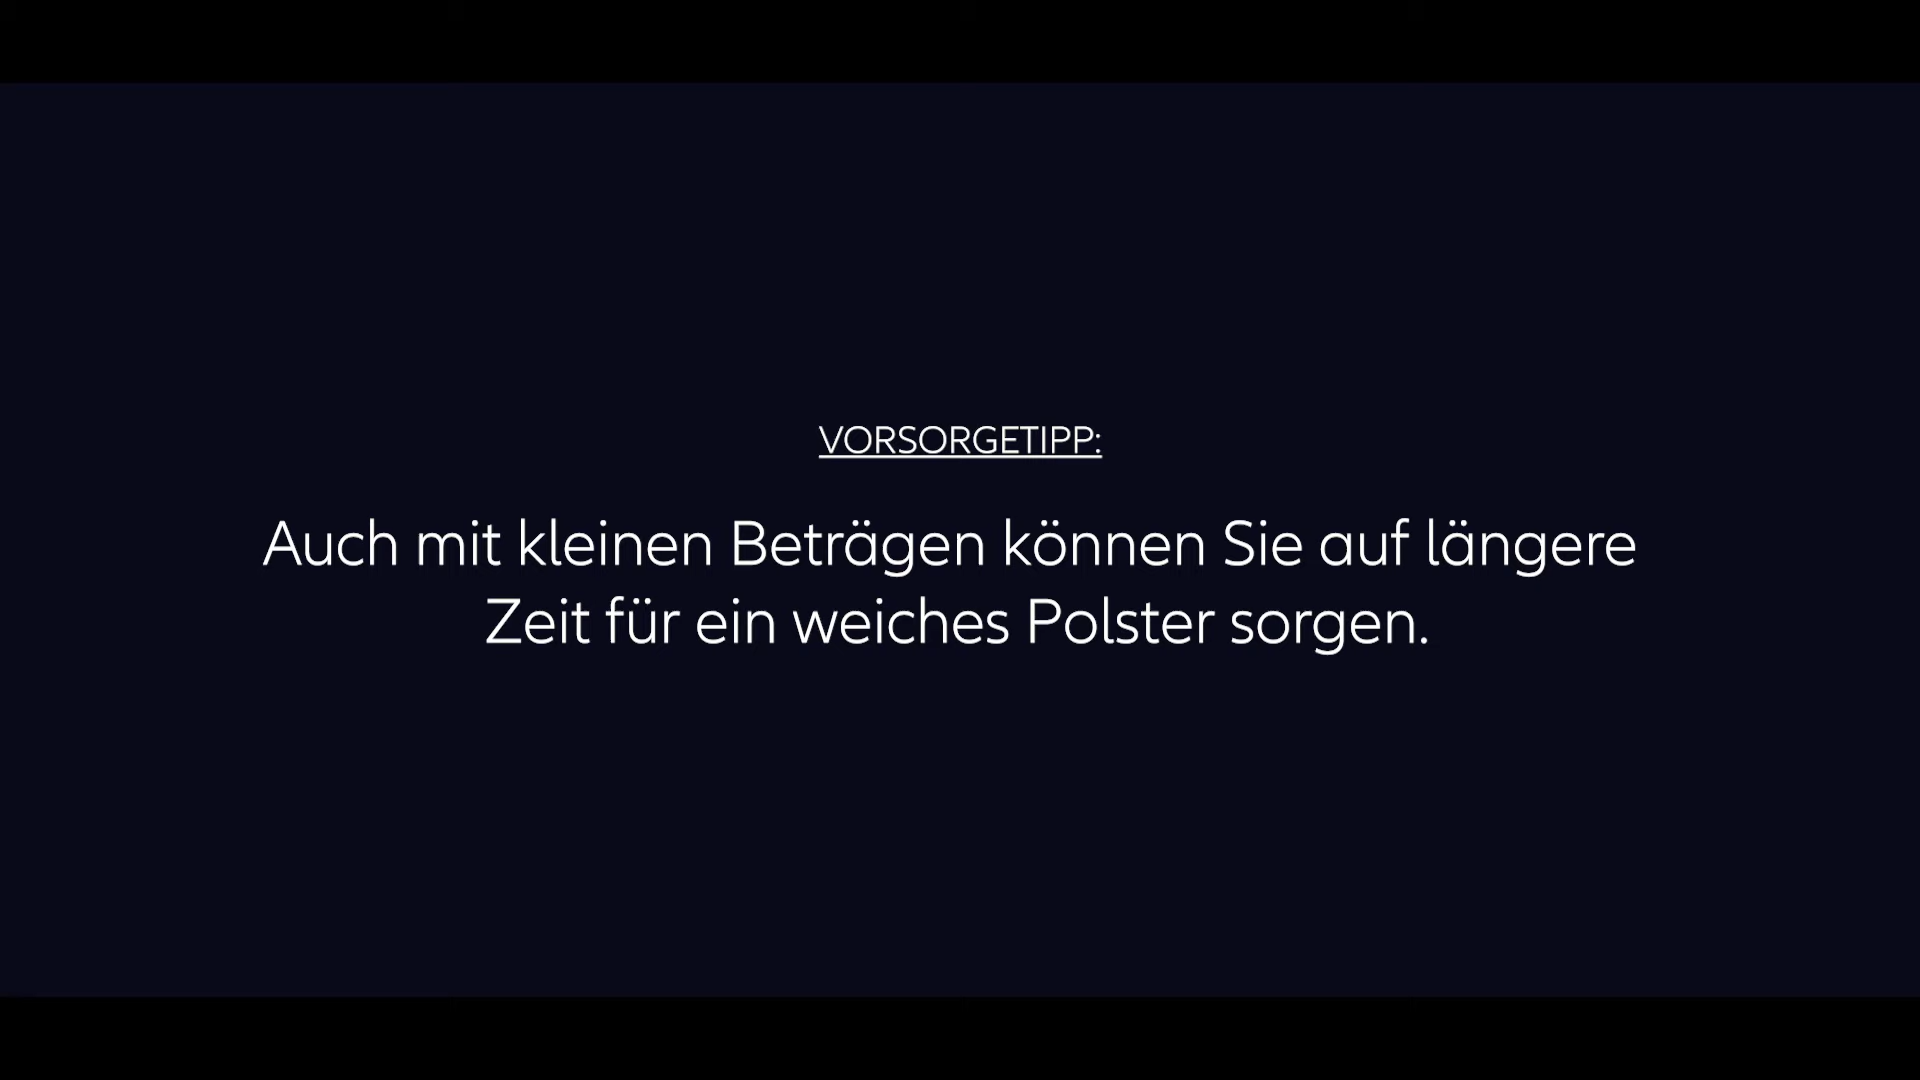 VORSORGETIPP:
Auch mit kleinen Beträgen können Sie auf längere
Zeit für ein weiches Polster sorgen.